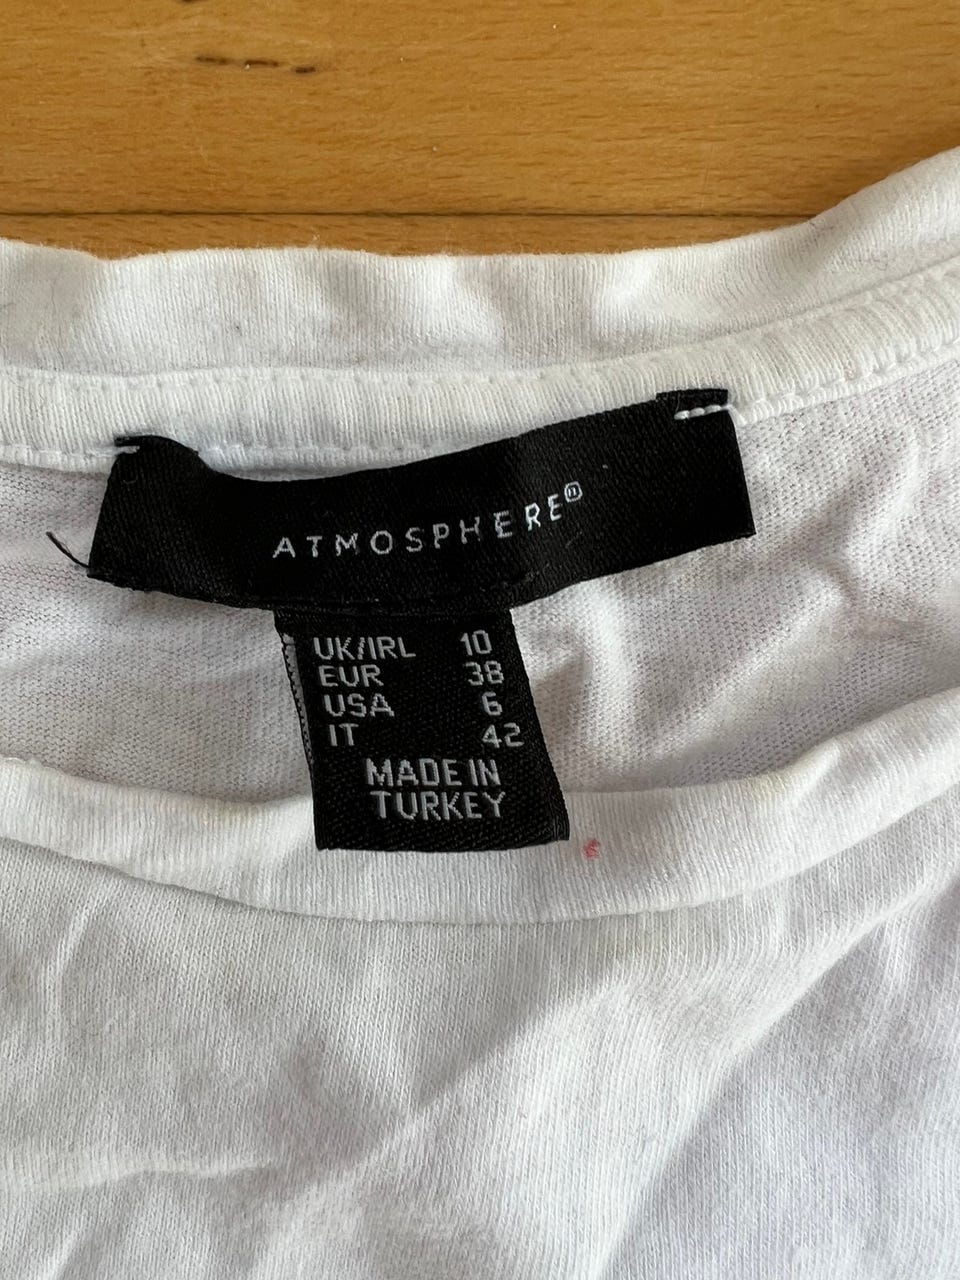 ATMOSPHERE®
UK/IRL 10
EUR 38
USA 6
IT 42
MADE IN
TURKEY